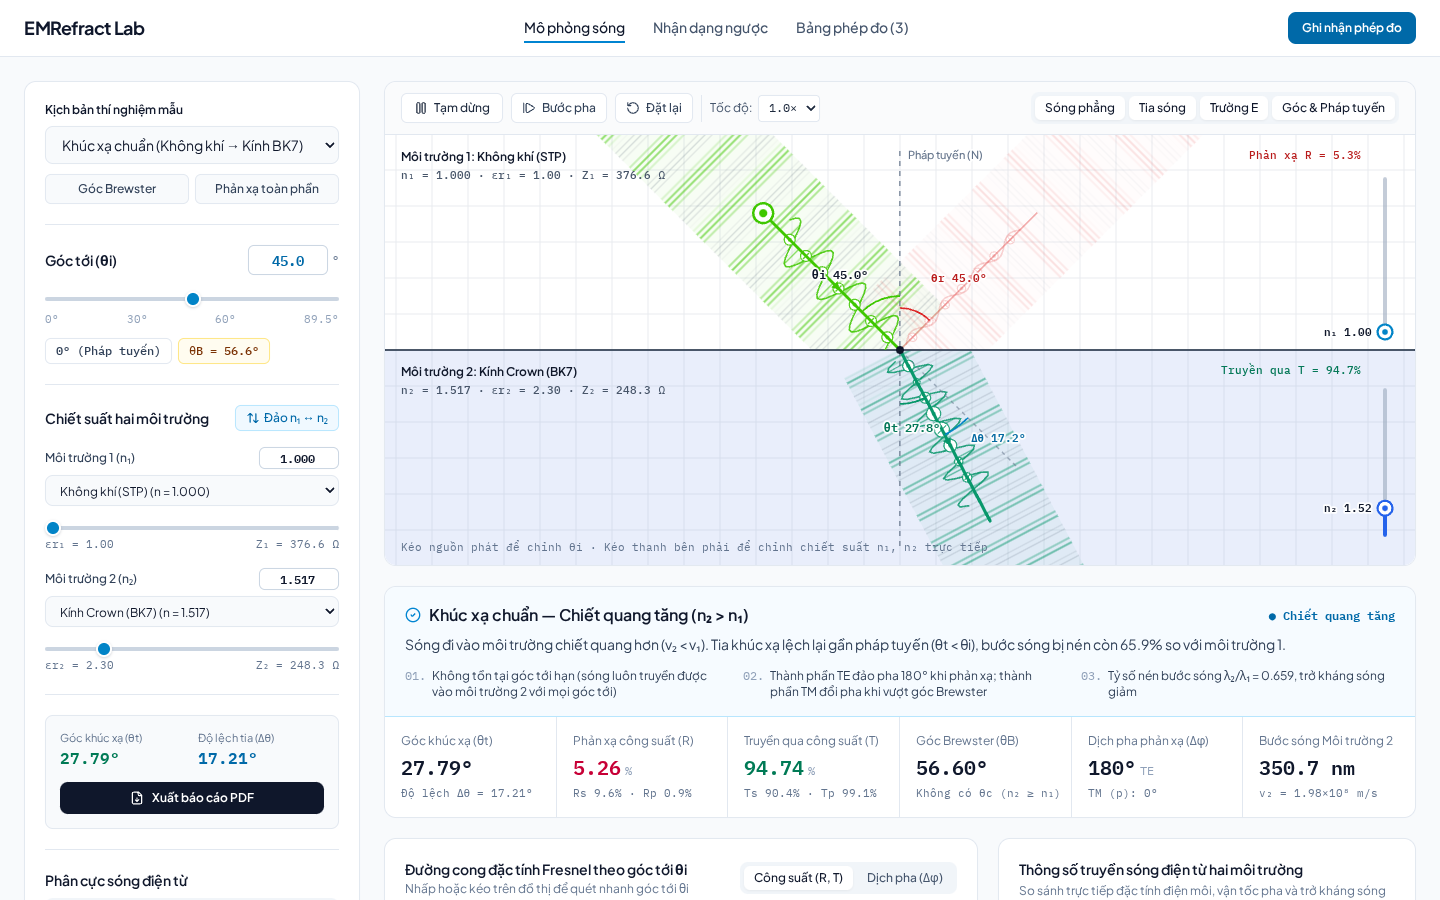 EMRefract Lab
Mô phỏng sóng
Nhận dạng ngược
Bảng phép đo (3)
Ghi nhận phép đo
Kịch bản thí nghiệm mẫu
Khúc xạ chuẩn (Không khí → Kính BK7)
Góc Brewster
Phản xạ toàn phần
Góc tới (θi)
45.0 °
0° 30° 60° 89.5°
0° (Pháp tuyến)
θB = 56.6°
Chiết suất hai môi trường
Đảo n₁ ↔ n₂
Môi trường 1 (n₁)
1.000
Không khí (STP) (n = 1.000)
εr₁ = 1.00
Z₁ = 376.6 Ω
Môi trường 2 (n₂)
1.517
Kính Crown (BK7) (n = 1.517)
εr₂ = 2.30
Z₂ = 248.3 Ω
Góc khúc xạ (θt)
27.79°
Độ lệch tia (Δθ)
17.21°
Xuất báo cáo PDF
Phân cực sóng điện từ
Tạm dừng
Bước pha
Đặt lại
Tốc độ:
1.0×
Sóng phẳng
Tia sóng
Trường E
Góc & Pháp tuyến
Môi trường 1: Không khí (STP)
n₁ = 1.000 · εr₁ = 1.00 · Z₁ = 376.6 Ω
Pháp tuyến (N)
Phản xạ R = 5.3%
θi 45.0°
θr 45.0°
n₁ 1.00
Môi trường 2: Kính Crown (BK7)
n₂ = 1.517 · εr₂ = 2.30 · Z₂ = 248.3 Ω
Truyền qua T = 94.7%
θt 27.8°
Δθ 17.2°
n₂ 1.52
Kéo nguồn phát để chỉnh θi · Kéo thanh bên phải để chỉnh chiết suất n₁, n₂ trực tiếp
Khúc xạ chuẩn — Chiết quang tăng (n₂ > n₁)
● Chiết quang tăng
Sóng đi vào môi trường chiết quang hơn (v₂ < v₁). Tia khúc xạ lệch lại gần pháp tuyến (θt < θi), bước sóng bị nén còn 65.9% so với môi trường 1.
01. Không tồn tại góc tới hạn (sóng luôn truyền được
vào môi trường 2 với mọi góc tới)
02. Thành phần TE đảo pha 180° khi phản xạ; thành
phần TM đổi pha khi vượt góc Brewster
03. Tỷ số nén bước sóng λ₂/λ₁ = 0.659, trở kháng sóng
giảm
Góc khúc xạ (θt)
27.79°
Độ lệch Δθ = 17.21°
Phản xạ công suất (R)
5.26 %
Rs 9.6% · Rp 0.9%
Truyền qua công suất (T)
94.74 %
Ts 90.4% · Tp 99.1%
Góc Brewster (θB)
56.60°
Không có θc (n₂ ≥ n₁)
Dịch pha phản xạ (Δφ)
180° TE
TM (p): 0°
Bước sóng Môi trường 2
350.7 nm
v₂ = 1.98×10⁸ m/s
Đường cong đặc tính Fresnel theo góc tới θi
Nhấp hoặc kéo trên đồ thị để quét nhanh góc tới θi
Công suất (R, T)
Dịch pha (Δφ)
Thông số truyền sóng điện từ hai môi trường
So sánh trực tiếp đặc tính điện môi, vận tốc pha và trở kháng sóng